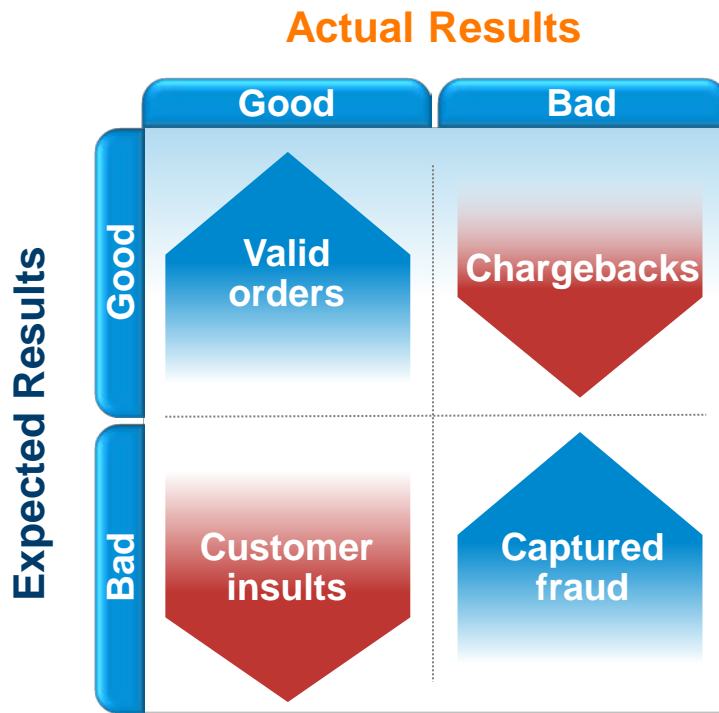 Actual Results
Good
Bad
Expected Results
Good
Valid
orders
Chargebacks
Bad
Customer
insults
Captured
fraud